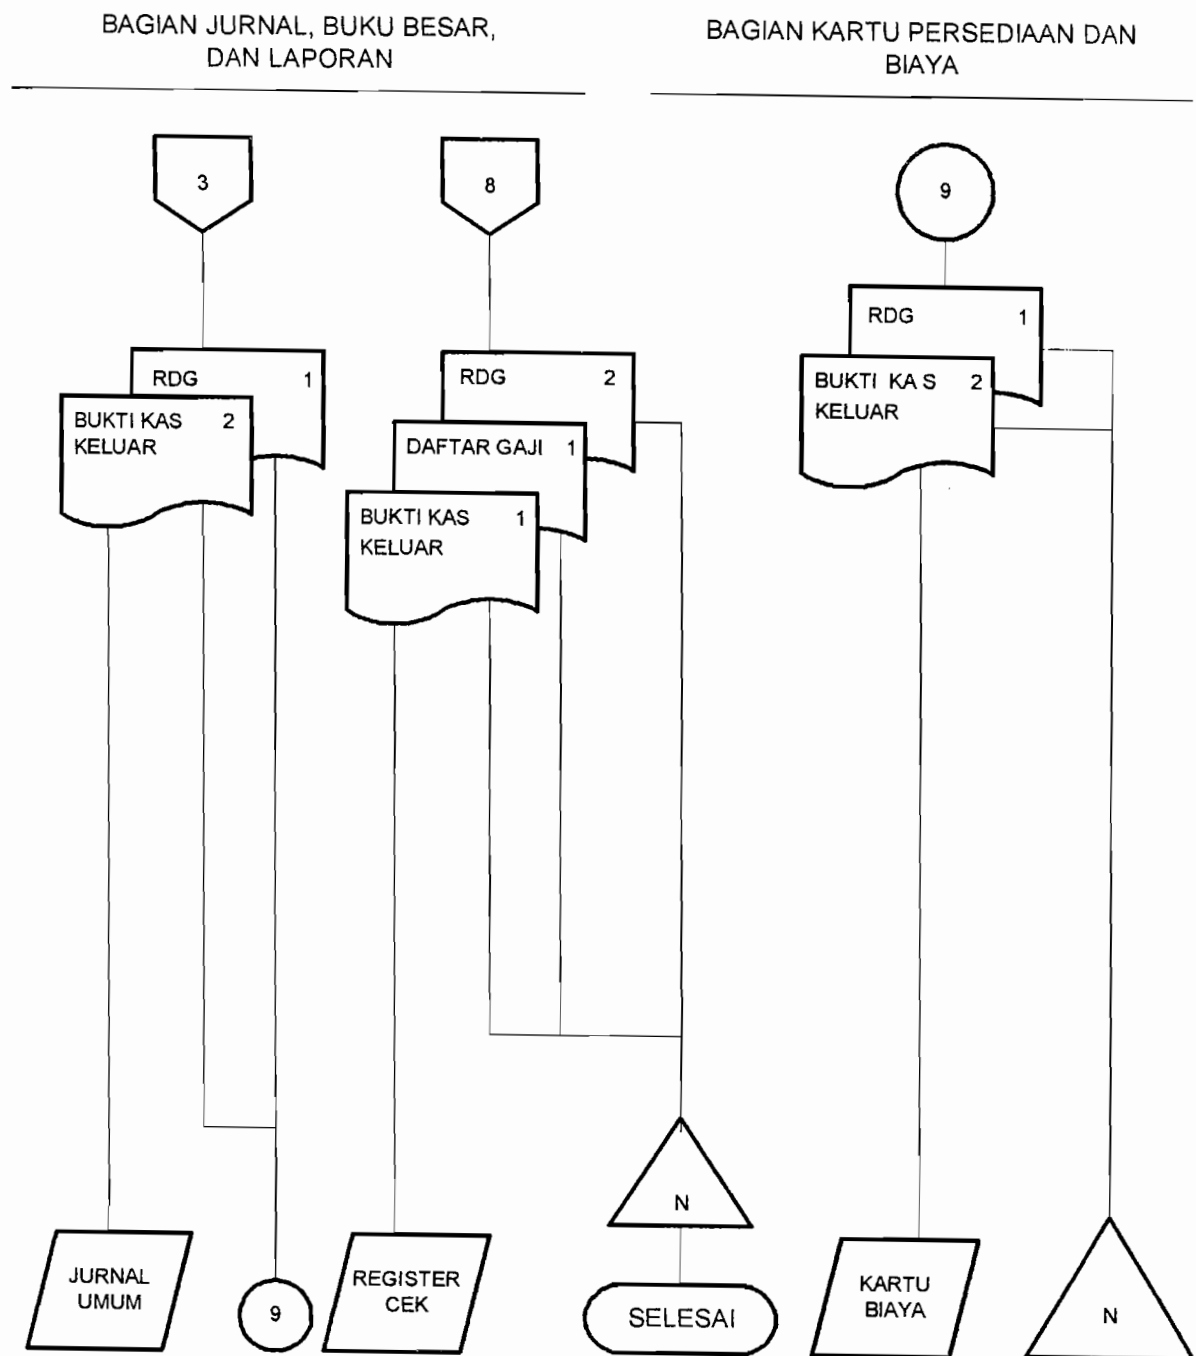 BAGIAN JURNAL, BUKU BESAR,
DAN LAPORAN
BAGIAN KARTU PERSEDIAAN DAN
BIAYA
3
8
9
RDG 1
BUKTI KAS 2
KELUAR
RDG 2
DAFTAR GAJI 1
BUKTI KAS 1
KELUAR
RDG 1
BUKTI KAS 2
KELUAR
N
JURNAL
UMUM
9
REGISTER
CEK
SELESAI
KARTU
BIAYA
N